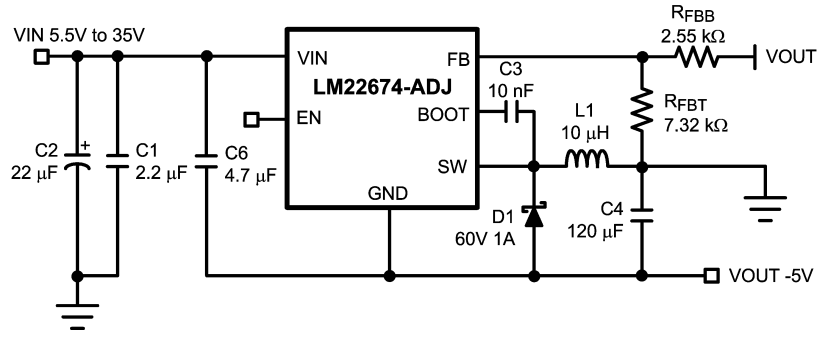 VIN 5.5V to 35V
RFBB
2.55 kΩ
VIN
FB
VOUT
LM22674-ADJ
C3
10 nF
EN
BOOT
L1
10 μH
RFBT
7.32 kΩ
C2
22 μF
+
C1
2.2 μF
C6
4.7 μF
SW
GND
D1
60V 1A
C4
120 μF
VOUT -5V